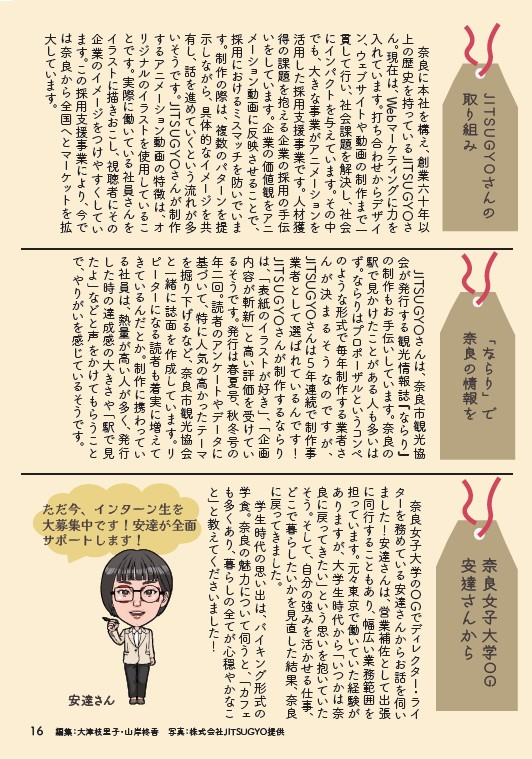 JITSUGYOさんの
取り組み
奈良に本社を構え、創業六十年以
上の歴史を持っているJITSUGYOさ
ん。現在は、Webマーケティングに力を
入れています。打ち合わせからデザイ
ン、ウェブサイトや動画の制作まで一
貫して行い、社会課題を解決し、社会
にインパクトを与えています。その中
でも、大きな事業がアニメーションを
活用した採用支援事業です。人材獲
得の課題を抱える企業の採用の手伝
いをしています。企業の価値観をアニ
メーション動画に反映させることで、
採用におけるミスマッチを防いでいま
す。制作の際は、複数のパターンを提
示しながら、具体的なイメージを共
有し、話を進めていくという流れが多
いそうです。JITSUGYOさんが制作
するアニメーション動画の特徴は、オ
リジナルのイラストを使用しているこ
とです。実際に働いている社員さんを
イラストに描きおこし、視聴者にその
企業のイメージをつけやすくしてい
ます。この採用支援事業により、今で
は奈良から全国へとマーケットを拡
大しています。
「ならり」で
奈良の情報を
JITSUGYOさんは、奈良市観光協
会が発行する観光情報誌『ならり』
の制作もお手伝いしています。奈良の
駅で見かけたことがある人も多いは
ず。ならりはプロポーザルというコンペ
のような形式で毎年制作する業者さ
んが決まるそうなのですが、
JITSUGYOさんは5年連続で制作事
業者として選ばれているんです！
JITSUGYOさんが制作するならり
は、「表紙のイラストが好き」、「企画
内容が斬新」と高い評価を受けてい
るそうです。発行は春夏号、秋冬号の
年二回。読者のアンケートやデータに
基づいて、特に人気の高かったテーマ
を掘り下げるなど、奈良市観光協会
と一緒に誌面を作成しています。リ
ピーターになる読者も着実に増えて
きているんだとか。制作に携わってい
る社員は、熱量が高い人が多く、発行
した時の達成感の大きさや「駅で見
たよ」などと声をかけてもらうこと
で、やりがいを感じているそうです。
奈良女子大学OG
安達さんから
奈良女子大学のOGでディレクター・ライ
ターを務めている安達さんからお話を伺い
ました！安達さんは、営業補佐として出張
に同行することもあり、幅広い業務範囲を
担っています。元々東京で働いていた経験が
ありますが、大学生時代から「いつかは奈
良に戻ってきたい」という思いを抱いていた
そう。そして、自分の強みを活かせる仕事、
どこで暮らしたいかを見直した結果、奈良
に戻ってきました。
学生時代の思い出は、バイキング形式の
学食。奈良の魅力について伺うと、「カフェ
も多くあり、暮らしの全てが心穏やかなこ
と」と教えてくださいました！
ただ今、インターン生を
大募集中です！安達が全面
サポートします！
安達さん
16 編集：大津枝里子・山岸柊香 写真：株式会社JITSUGYO提供